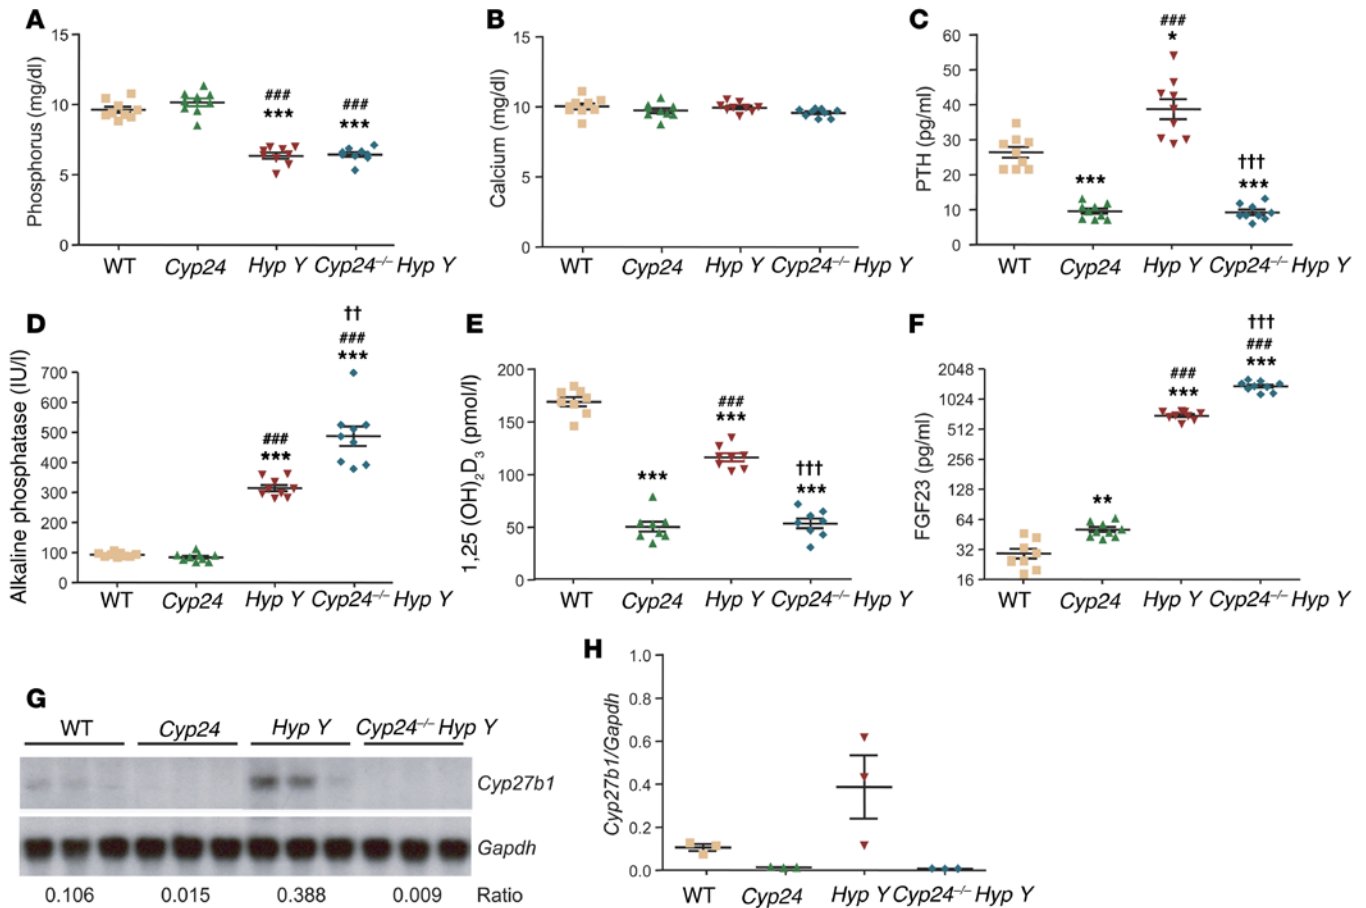 A
Phosphorus (mg/dl)
15
10
5
0
###
***
###
***
WT Cyp24 Hyp Y Cyp24⁻/⁻ Hyp Y
B
Calcium (mg/dl)
15
10
5
0
WT Cyp24 Hyp Y Cyp24⁻/⁻ Hyp Y
C
PTH (pg/ml)
60
50
40
30
20
10
0
***
###
*
†††
***
WT Cyp24 Hyp Y Cyp24⁻/⁻ Hyp Y
D
Alkaline phosphatase (IU/l)
700
600
500
400
300
200
100
0
###
***
††
###
***
WT Cyp24 Hyp Y Cyp24⁻/⁻ Hyp Y
E
1,25 (OH)₂D₃ (pmol/l)
200
150
100
50
0
***
###
***
†††
***
WT Cyp24 Hyp Y Cyp24⁻/⁻ Hyp Y
F
FGF23 (pg/ml)
2048
1024
512
256
128
64
32
16
**
###
***
†††
###
***
WT Cyp24 Hyp Y Cyp24⁻/⁻ Hyp Y
G
WT Cyp24 Hyp Y Cyp24⁻/⁻ Hyp Y
Cyp27b1
Gapdh
0.106 0.015 0.388 0.009 Ratio
H
Cyp27b1/Gapdh
1.0
0.8
0.6
0.4
0.2
0.0
WT Cyp24 Hyp Y Cyp24⁻/⁻ Hyp Y